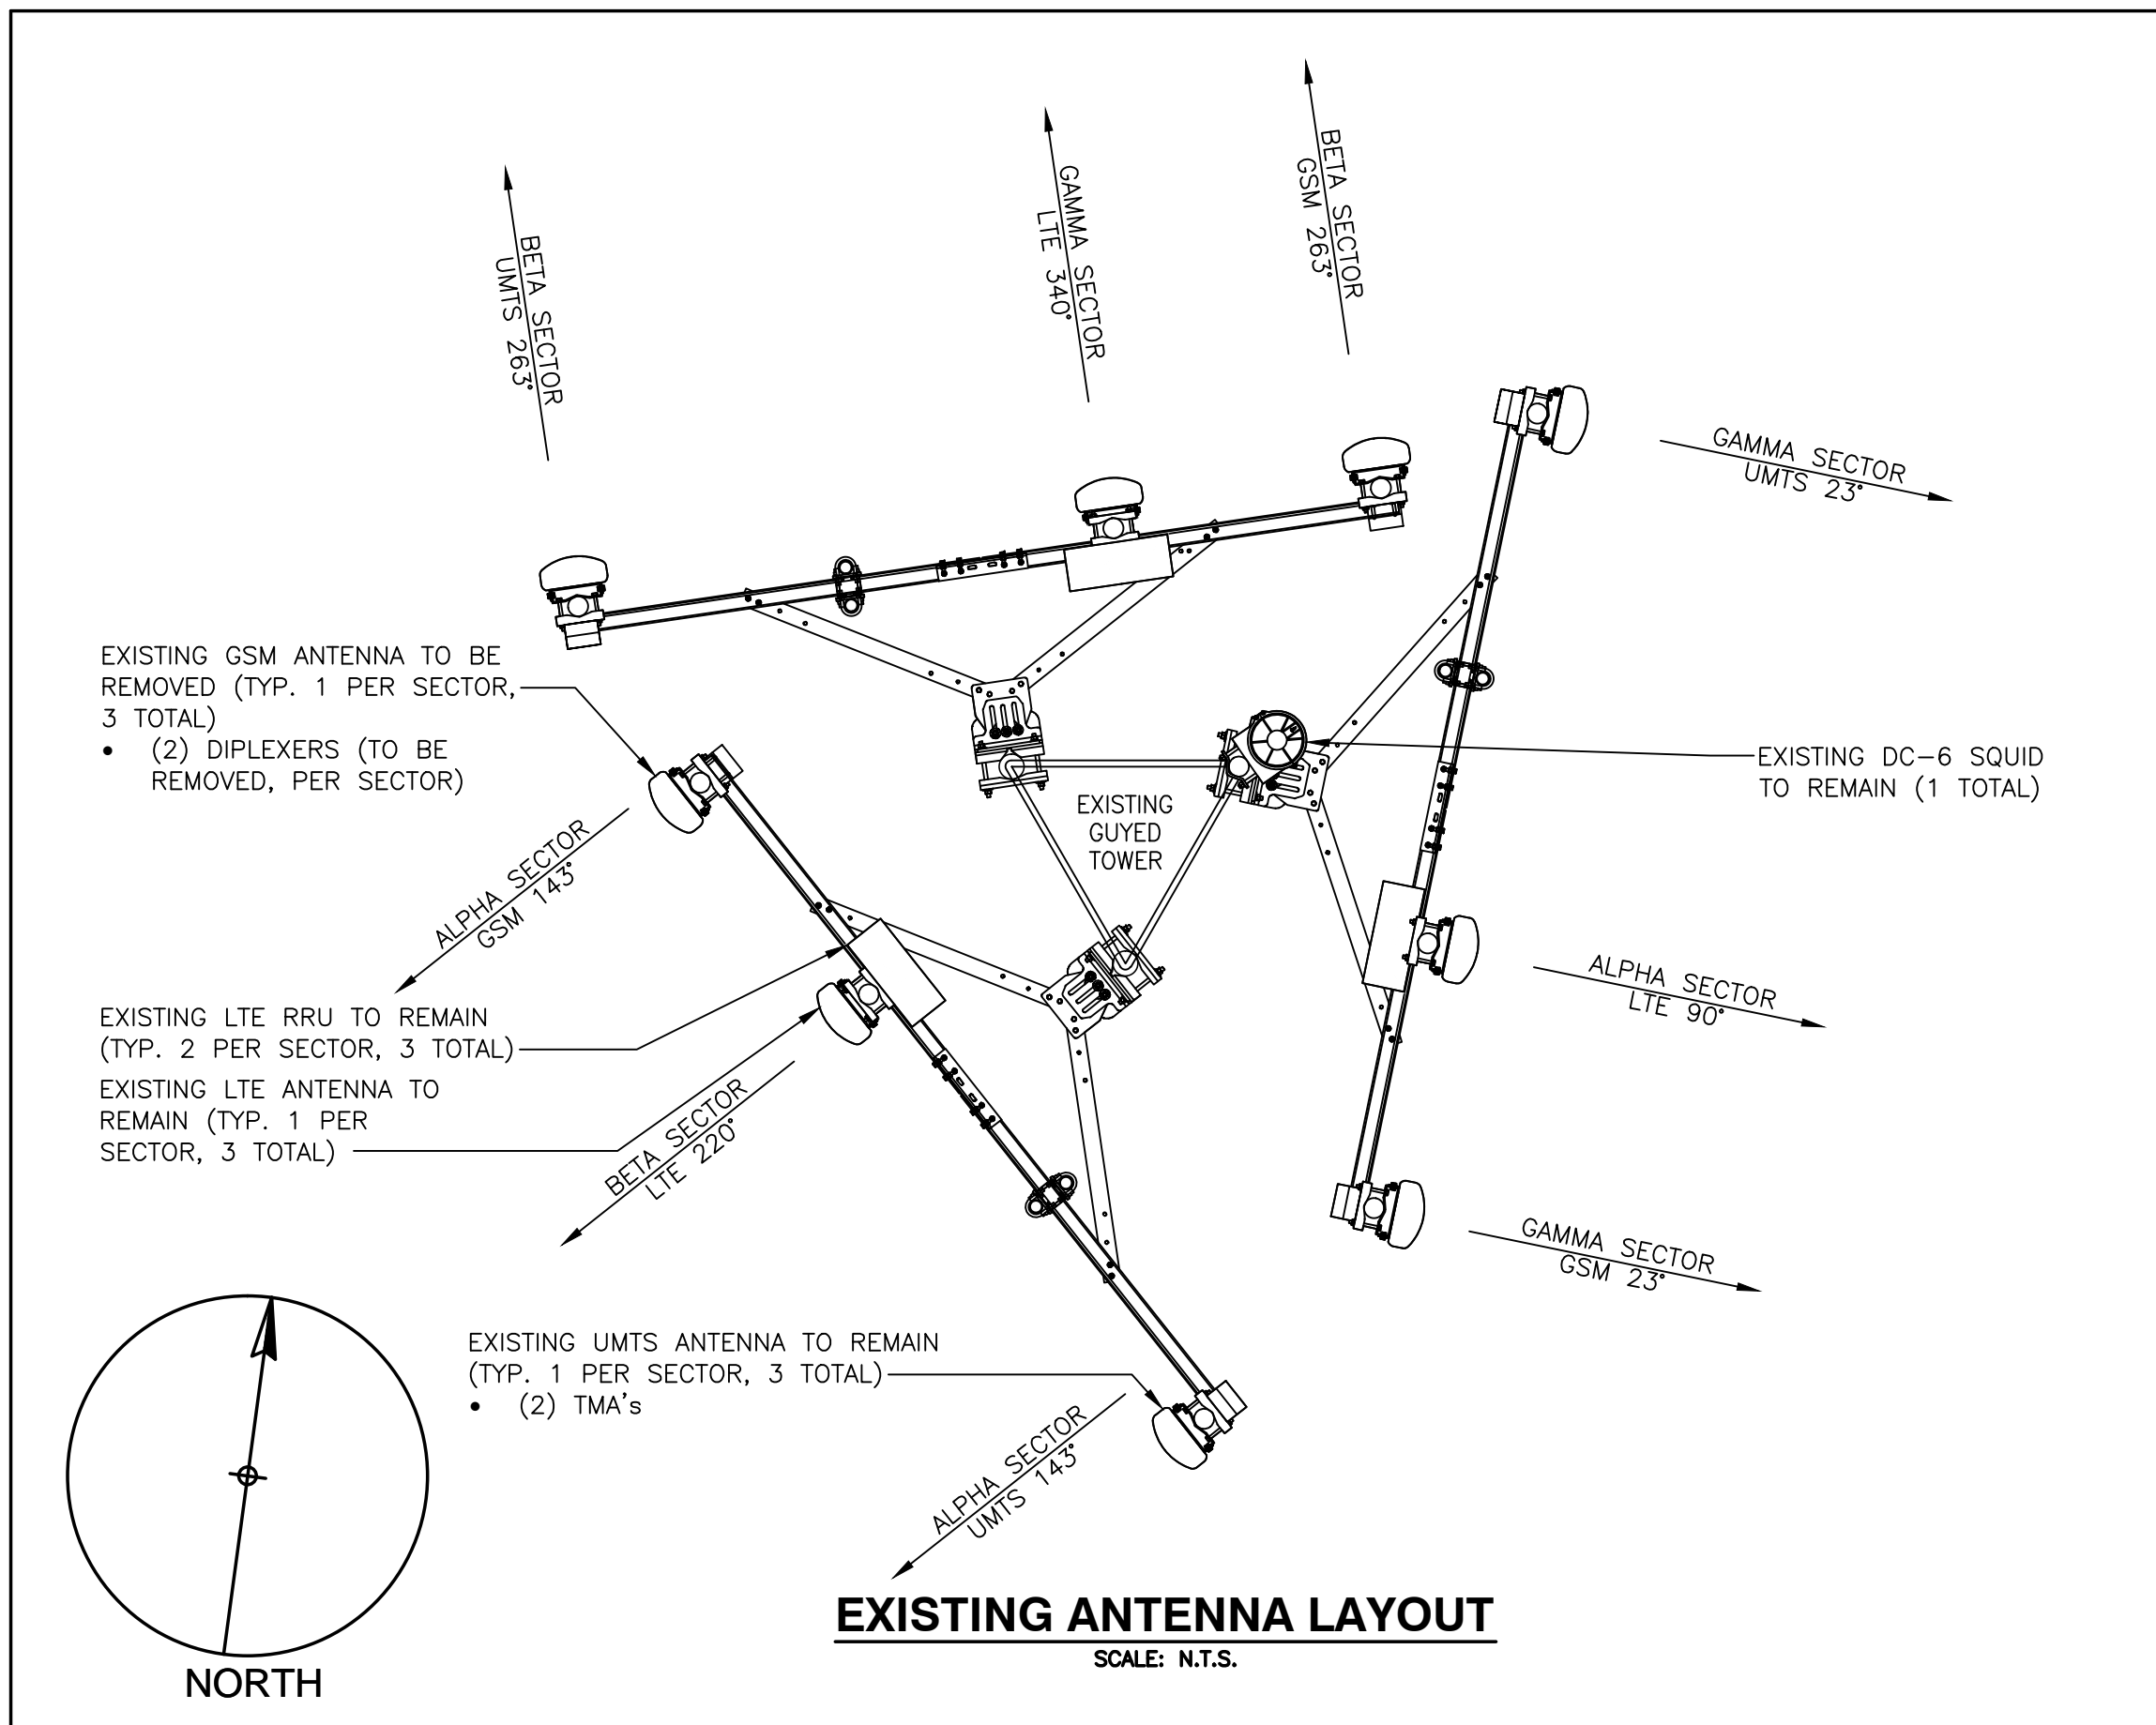 BETA SECTOR
UMTS 263°
GAMMA SECTOR
LTE 340°
BETA SECTOR
GSM 263°
GAMMA SECTOR
UMTS 23°
EXISTING GSM ANTENNA TO BE
REMOVED (TYP. 1 PER SECTOR,
3 TOTAL)
• (2) DIPLEXERS (TO BE
REMOVED, PER SECTOR)
EXISTING DC-6 SQUID
TO REMAIN (1 TOTAL)
EXISTING
GUYED
TOWER
ALPHA SECTOR
GSM 143°
ALPHA SECTOR
LTE 90°
EXISTING LTE RRU TO REMAIN
(TYP. 2 PER SECTOR, 3 TOTAL)
EXISTING LTE ANTENNA TO
REMAIN (TYP. 1 PER
SECTOR, 3 TOTAL)
BETA SECTOR
LTE 220°
GAMMA SECTOR
GSM 23°
EXISTING UMTS ANTENNA TO REMAIN
(TYP. 1 PER SECTOR, 3 TOTAL)
• (2) TMA's
ALPHA SECTOR
UMTS 143°
NORTH
EXISTING ANTENNA LAYOUT
SCALE: N.T.S.